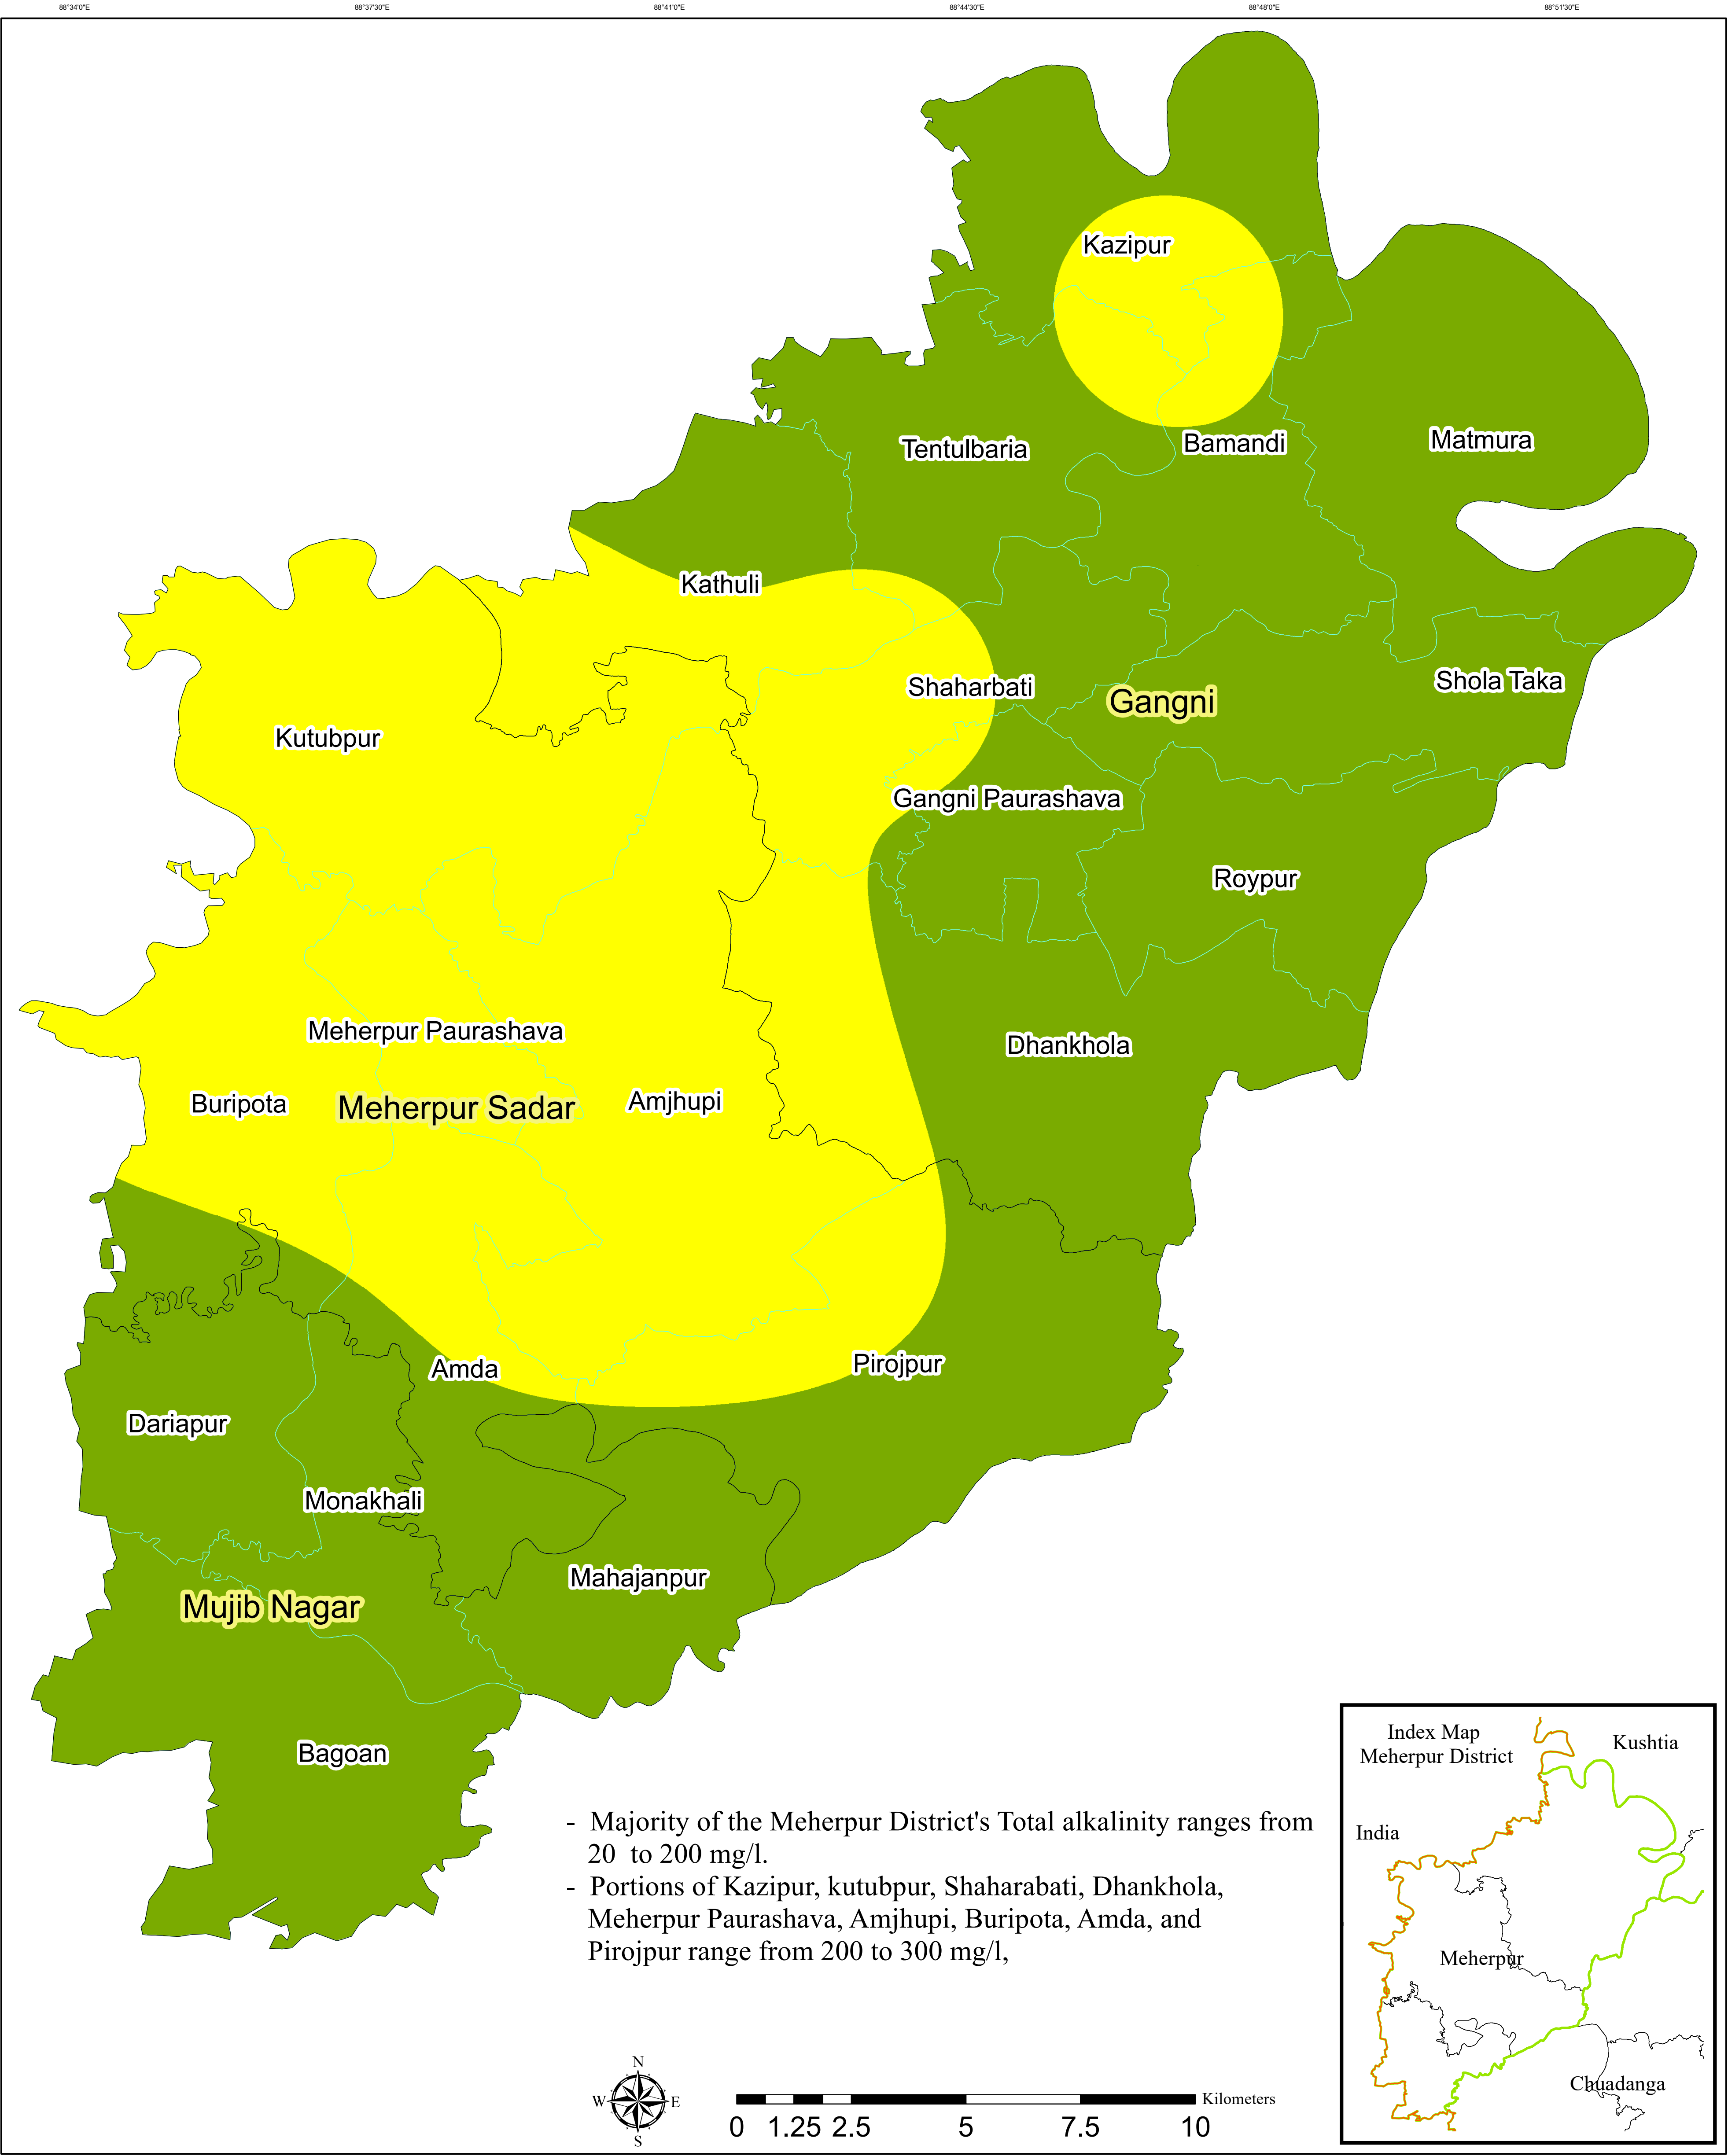 88°34'0"E
88°37'30"E
88°41'0"E
88°44'30"E
88°48'0"E
88°51'30"E
Kazipur
Tentulbaria
Bamandi
Matmura
Kathuli
Shaharbati
Gangni
Shola Taka
Kutubpur
Gangni Paurashava
Roypur
Meherpur Paurashava
Dhankhola
Buripota
Meherpur Sadar
Amjhupi
Amda
Pirojpur
Dariapur
Monakhali
Mahajanpur
Mujib Nagar
Bagoan
- Majority of the Meherpur District's Total alkalinity ranges from
20 to 200 mg/l.
- Portions of Kazipur, kutubpur, Shaharabati, Dhankhola,
Meherpur Paurashava, Amjhupi, Buripota, Amda, and
Pirojpur range from 200 to 300 mg/l,
N
W
E
S
Kilometers
0 1.25 2.5 5 7.5 10
Index Map
Meherpur District
Kushtia
India
Meherpur
Chuadanga